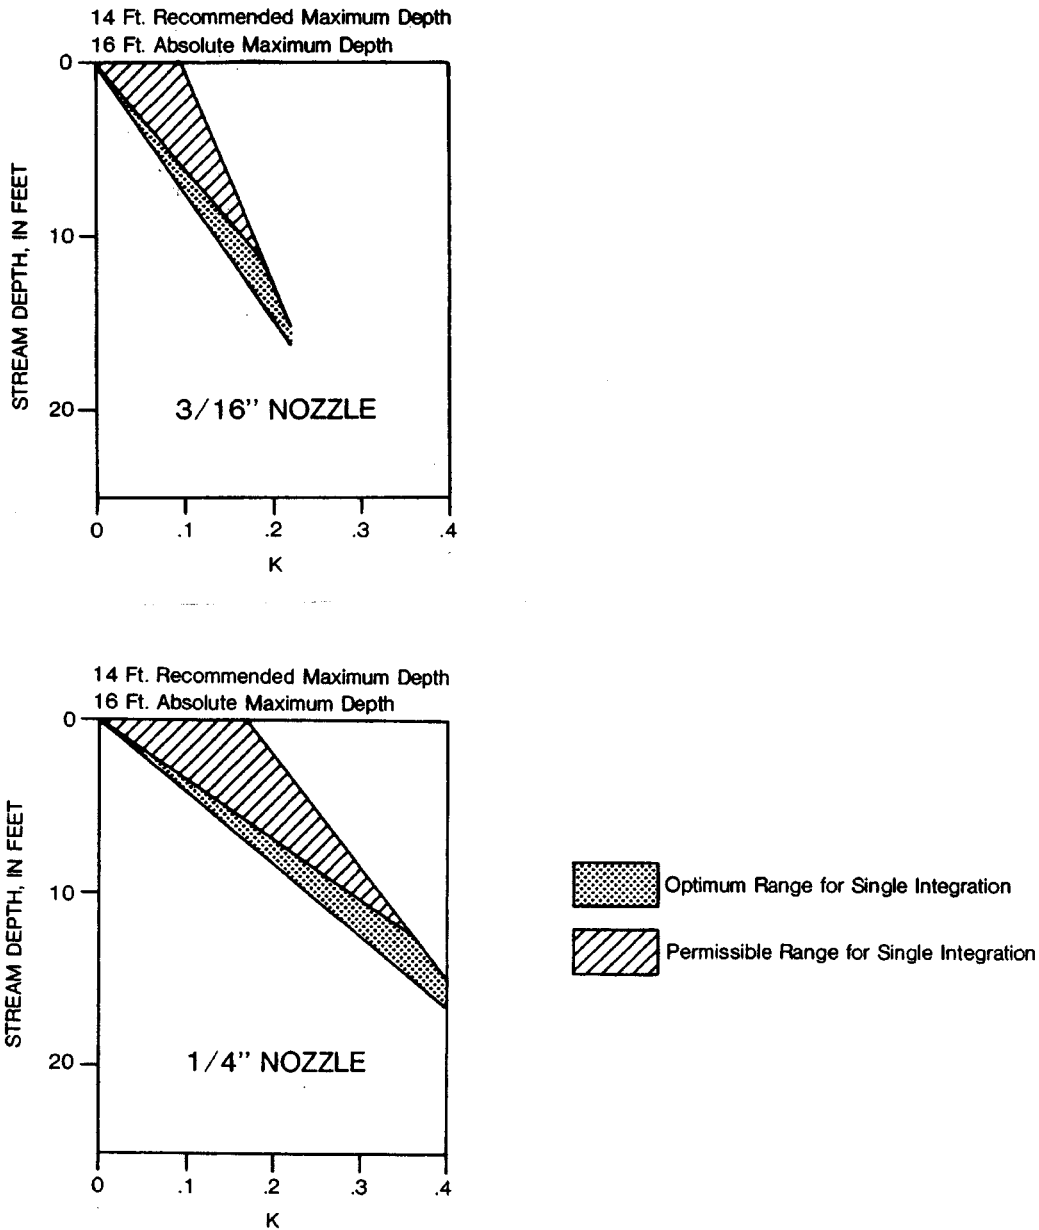 14 Ft. Recommended Maximum Depth
16 Ft. Absolute Maximum Depth
0
10
20
STREAM DEPTH, IN FEET
3/16" NOZZLE
0 .1 .2 .3 .4
K
14 Ft. Recommended Maximum Depth
16 Ft. Absolute Maximum Depth
0
10
20
STREAM DEPTH, IN FEET
1/4" NOZZLE
0 .1 .2 .3 .4
K
Optimum Range for Single Integration
Permissible Range for Single Integration